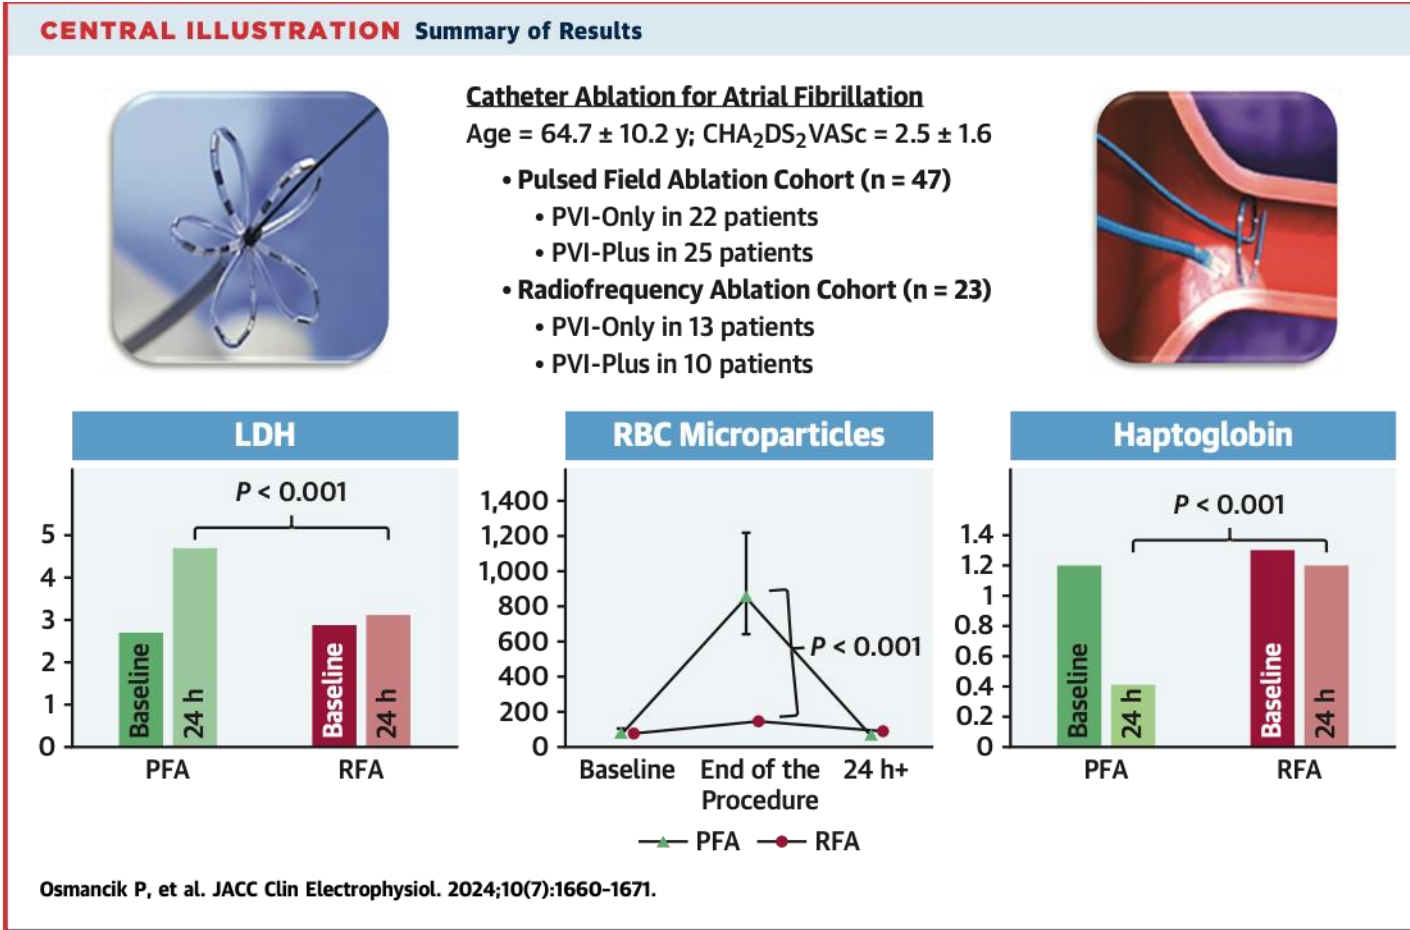 CENTRAL ILLUSTRATION Summary of Results
Catheter Ablation for Atrial Fibrillation
Age = 64.7 ± 10.2 y; CHA₂DS₂VASc = 2.5 ± 1.6
• Pulsed Field Ablation Cohort (n = 47)
• PVI-Only in 22 patients
• PVI-Plus in 25 patients
• Radiofrequency Ablation Cohort (n = 23)
• PVI-Only in 13 patients
• PVI-Plus in 10 patients
LDH
P < 0.001
5
4
3
2
1
0
Baseline
24 h
Baseline
24 h
PFA
RFA
RBC Microparticles
1,400
1,200
1,000
800
600
400
200
0
P < 0.001
Baseline
End of the
Procedure
24 h+
PFA
RFA
Haptoglobin
P < 0.001
1.4
1.2
1
0.8
0.6
0.4
0.2
0
Baseline
24 h
Baseline
24 h
PFA
RFA
Osmancik P, et al. JACC Clin Electrophysiol. 2024;10(7):1660–1671.